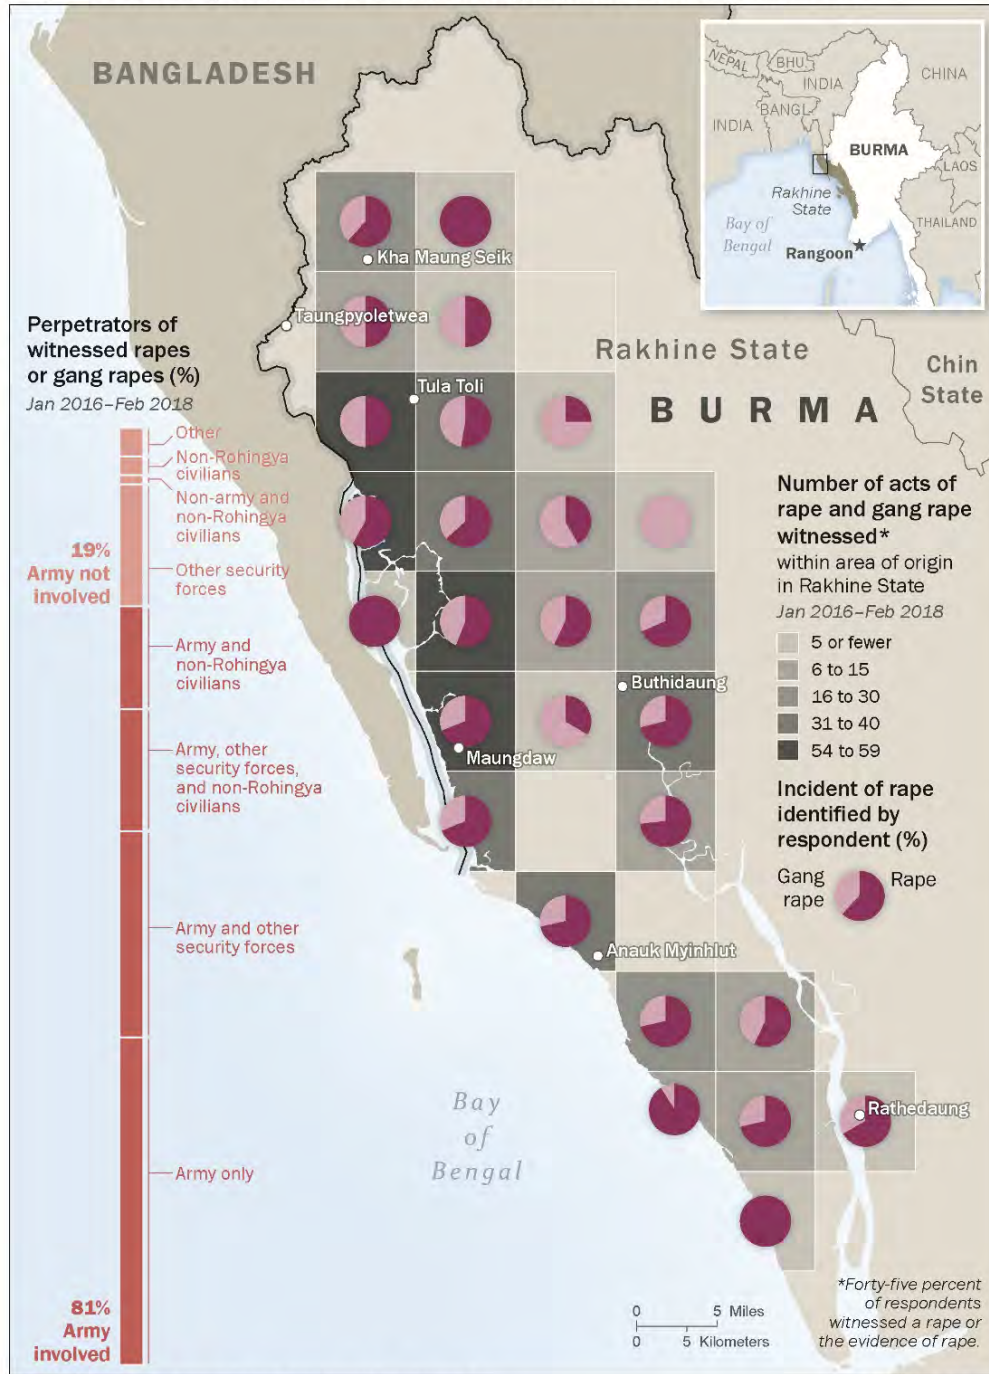 BANGLADESH
NEPAL
BHU.
INDIA
CHINA
BANGL.
INDIA
BURMA
LAOS
Rakhine
State
THAILAND
Bay of
Bengal
Rangoon
Kha Maung Seik
Taungpyoletwea
Perpetrators of
witnessed rapes
or gang rapes (%)
Jan 2016–Feb 2018
Rakhine State
Chin
State
BURMA
Tula Toli
Other
Non-Rohingya
civilians
Non-army and
non-Rohingya
civilians
19%
Army not
involved
Other security
forces
Army and
non-Rohingya
civilians
Army, other
security forces,
and non-Rohingya
civilians
Army and other
security forces
Army only
81%
Army
involved
Number of acts of
rape and gang rape
witnessed*
within area of origin
in Rakhine State
Jan 2016–Feb 2018
5 or fewer
6 to 15
16 to 30
31 to 40
54 to 59
Incident of rape
identified by
respondent (%)
Gang
rape
Rape
Buthidaung
Maungdaw
Anauk Myinhlut
Rathedaung
Bay
of
Bengal
0 5 Miles
0 5 Kilometers
*Forty-five percent
of respondents
witnessed a rape or
the evidence of rape.